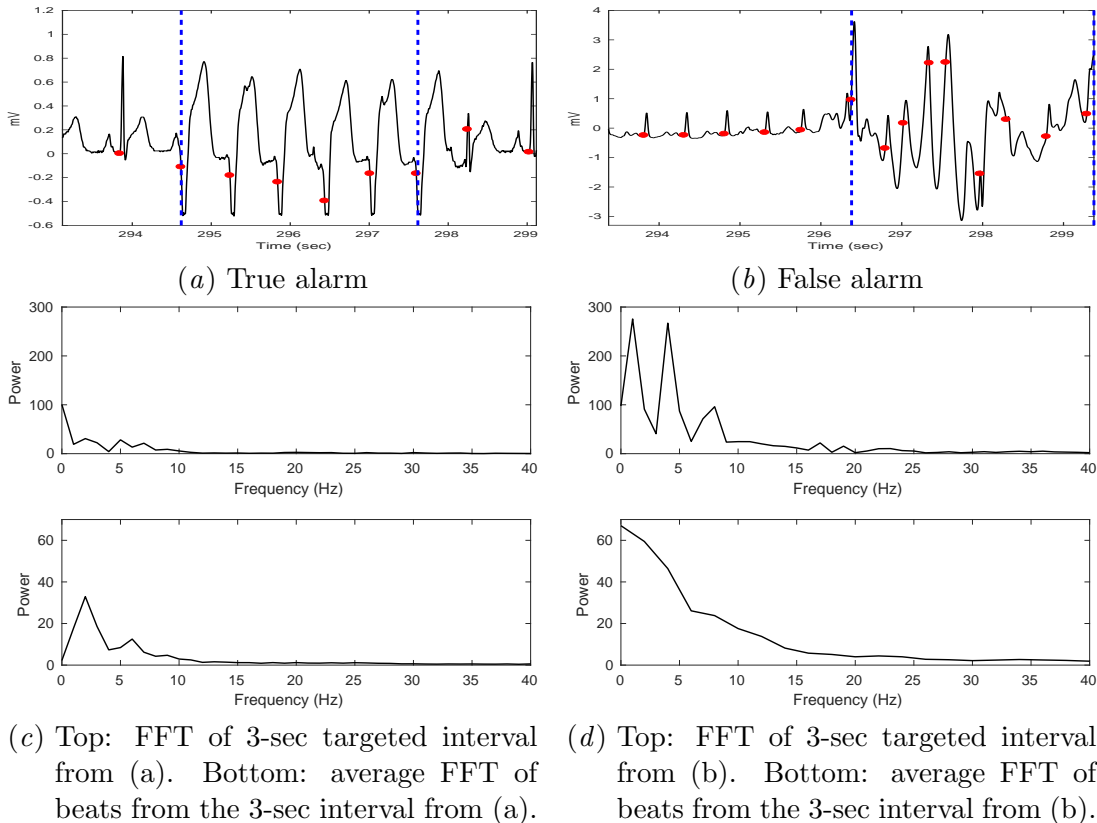 1.2
1
0.8
0.6
0.4
0.2
0
-0.2
-0.4
-0.6
mV
294 295 296 297 298 299
Time (sec)
(a) True alarm
4
3
2
1
0
-1
-2
-3
mV
294 295 296 297 298 299
Time (sec)
(b) False alarm
300
200
100
0
Power
0 5 10 15 20 25 30 35 40
Frequency (Hz)
300
200
100
0
Power
0 5 10 15 20 25 30 35 40
Frequency (Hz)
60
40
20
0
Power
0 5 10 15 20 25 30 35 40
Frequency (Hz)
60
40
20
0
Power
0 5 10 15 20 25 30 35 40
Frequency (Hz)
(c) Top: FFT of 3-sec targeted interval
from (a). Bottom: average FFT of
beats from the 3-sec interval from (a).
(d) Top: FFT of 3-sec targeted interval
from (b). Bottom: average FFT of
beats from the 3-sec interval from (b).